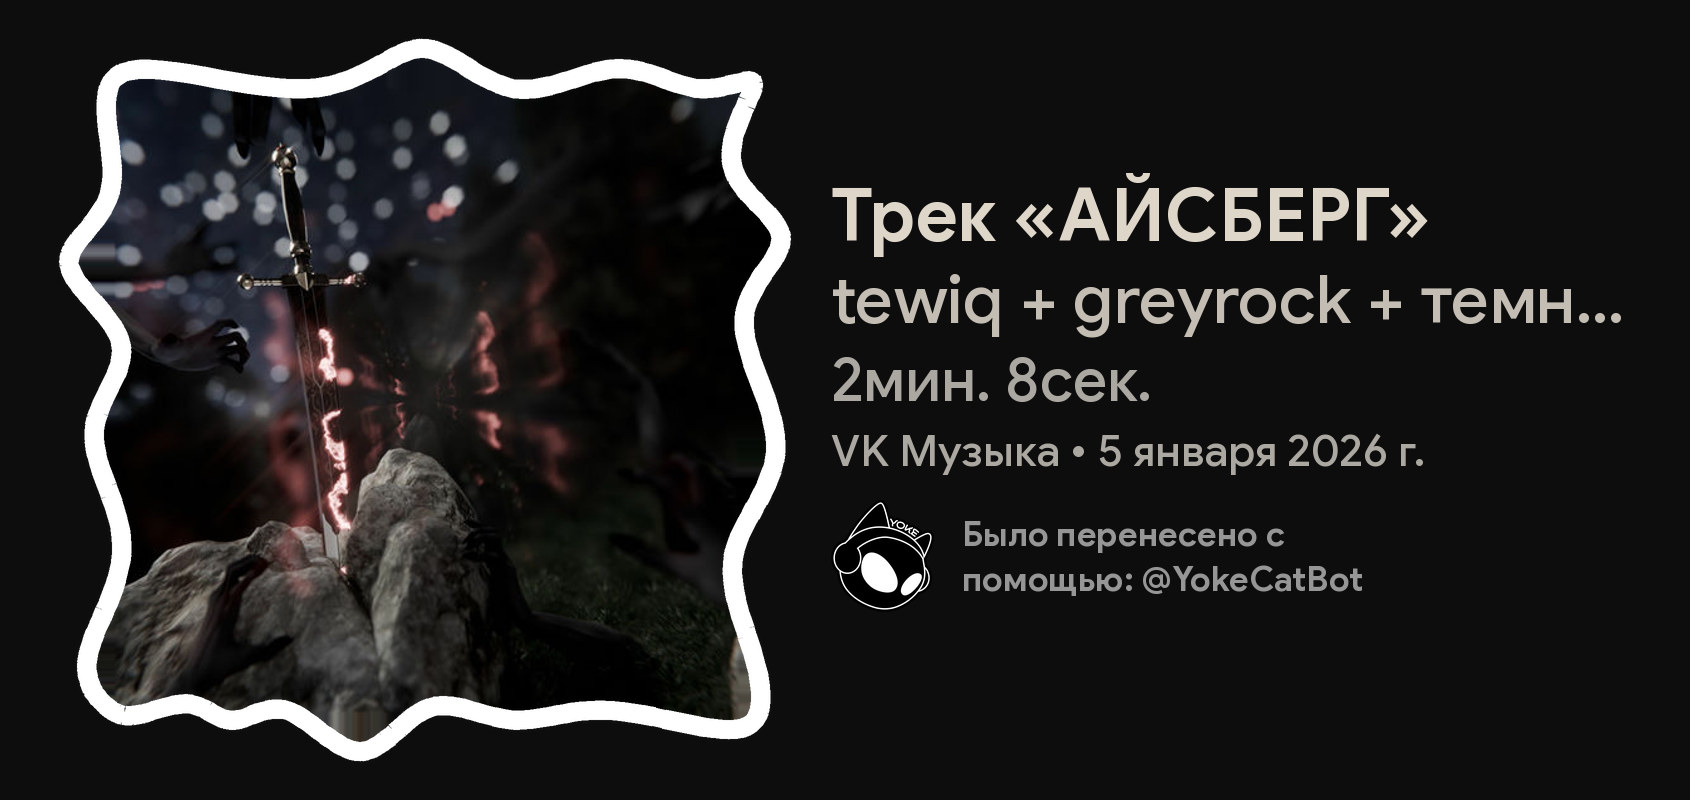 Трек «АЙСБЕРГ»
tewiq + greyrock + темн...
2мин. 8сек.
VK Музыка • 5 января 2026 г.
YOKE
Было перенесено с
помощью: @YokeCatBot